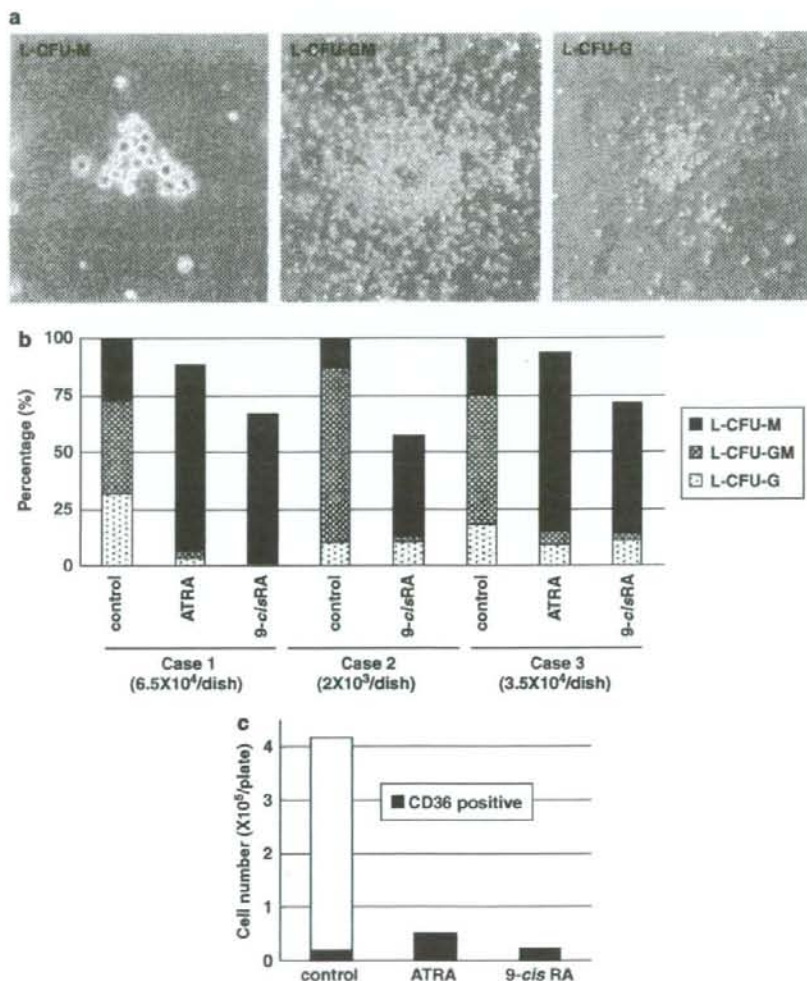 a
L-CFU-M
L-CFU-GM
L-CFU-G
b
100
75
50
25
0
Percentage (%)
control
ATRA
9-cisRA
control
9-cisRA
control
ATRA
9-cisRA
Case 1
(6.5X10⁴/dish)
Case 2
(2X10³/dish)
Case 3
(3.5X10⁴/dish)
L-CFU-M
L-CFU-GM
L-CFU-G
c
4
3
2
1
0
Cell number (X10⁵/plate)
CD36 positive
control
ATRA
9-cis RA